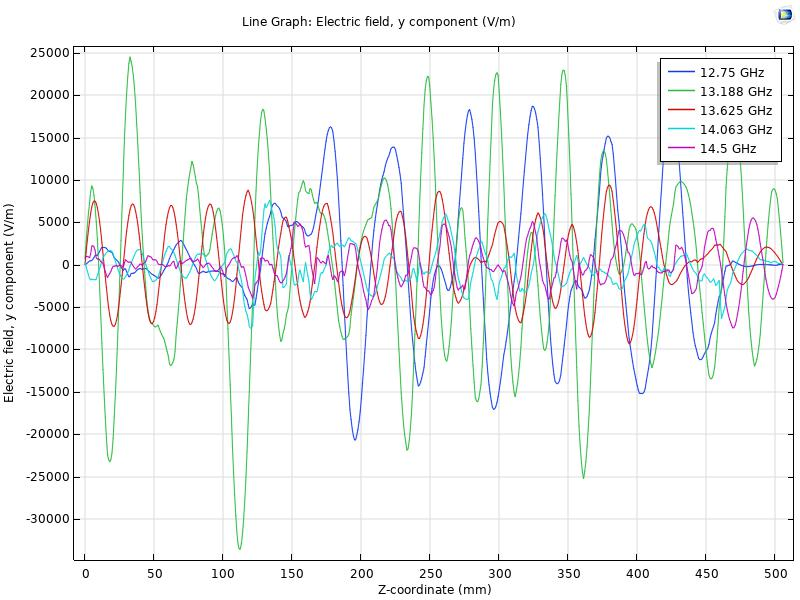 Line Graph: Electric field, y component (V/m)
25000
20000
15000
10000
5000
0
-5000
-10000
-15000
-20000
-25000
-30000
Electric field, y component (V/m)
12.75 GHz
13.188 GHz
13.625 GHz
14.063 GHz
14.5 GHz
0 50 100 150 200 250 300 350 400 450 500
Z-coordinate (mm)